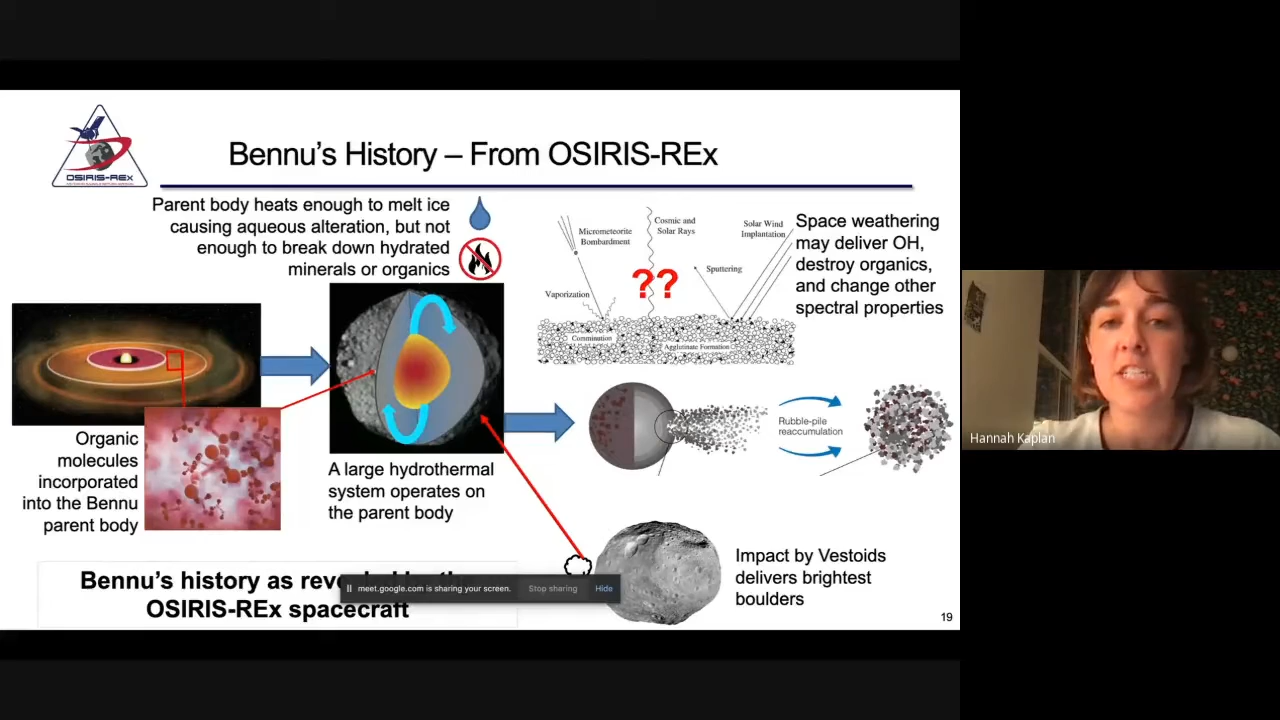 OSIRIS-REx
Bennu's History – From OSIRIS-REx
Parent body heats enough to melt ice
causing aqueous alteration, but not
enough to break down hydrated
minerals or organics
Micrometeorite
Bombardment
Cosmic and
Solar Rays
Solar Wind
Implantation
Sputtering
Vaporization
??
Comminution
Agglutinate Formation
Space weathering
may deliver OH,
destroy organics,
and change other
spectral properties
Organic
molecules
incorporated
into the Bennu
parent body
A large hydrothermal
system operates on
the parent body
Rubble-pile
reaccumulation
Impact by Vestoids
delivers brightest
boulders
Bennu's history as
OSIRIS-REx spacecraft
meet.google.com is sharing your screen.
Stop sharing
Hide
19
Hannah Kaplan